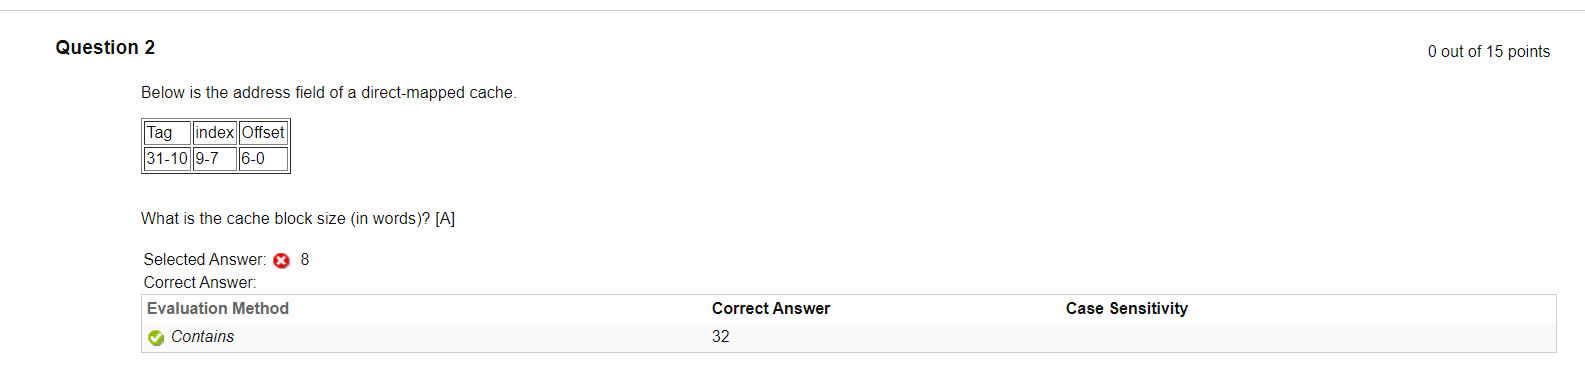 Question 2
0 out of 15 points
Below is the address field of a direct-mapped cache.
Tag index Offset
31-10 9-7 6-0
What is the cache block size (in words)? [A]
Selected Answer: 8
Correct Answer:
Evaluation Method Correct Answer Case Sensitivity
Contains 32